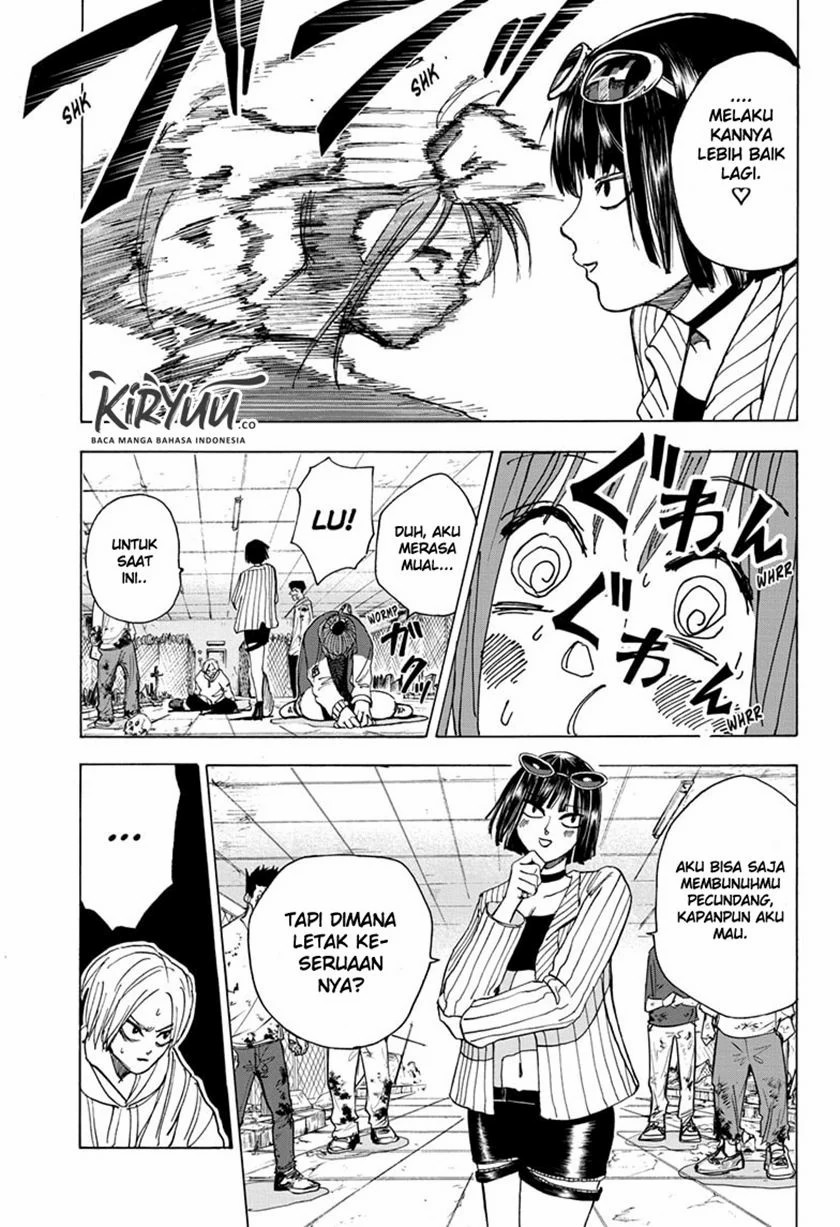 ....
MELAKU
KANNYA
LEBIH BAIK
LAGI.
♡
SHK
SHK
KIRYUU.CO
BACA MANGA BAHASA INDONESIA
ぐわん
WHRR
ぐわん
WHRR
DUH, AKU
MERASA
MUAL...
LU!
UNTUK
SAAT
INI..
WORMP
ガクッ
AKU BISA SAJA
MEMBUNUHMU
PECUNDANG,
KAPANPUN AKU
MAU.
TAPI DIMANA
LETAK KE-
SERUAAN
NYA?
...